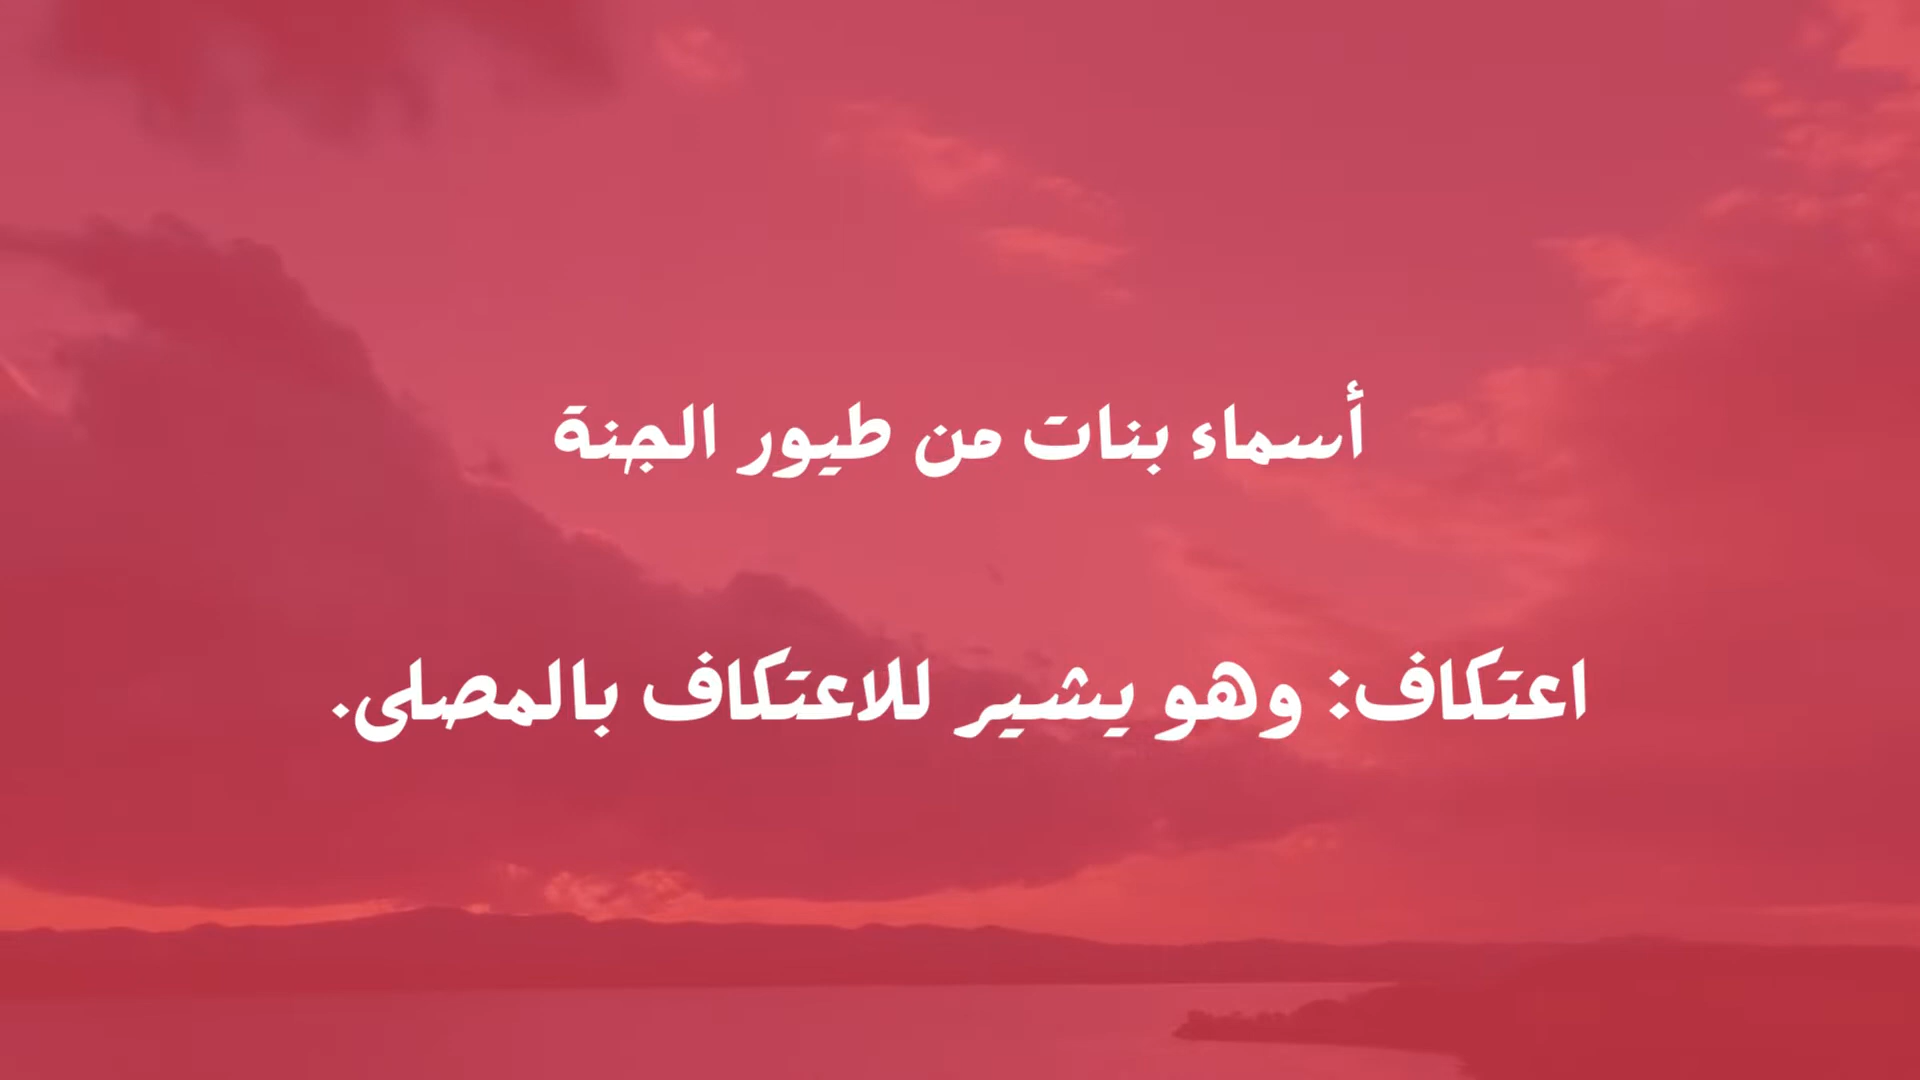 أسماء بنات من طيور الجنة
اعتكاف: وهو يشير للاعتكاف بالمصلى.